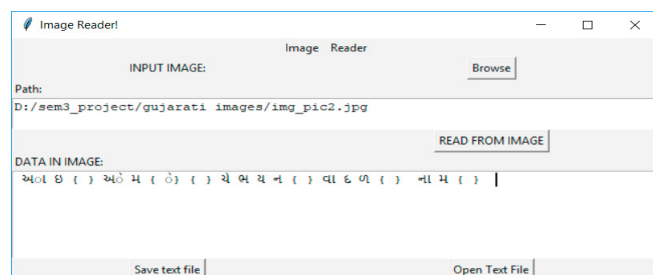 Image Reader!
Image Reader
INPUT IMAGE:
Browse
Path:
D:/sem3_project/gujarati images/img_pic2.jpg
READ FROM IMAGE
DATA IN IMAGE:
અા ઇ { } અે મ { ે} { } યે ભ ય ન { } વા દ ળ { } ના મ { }
Save text file
Open Text File